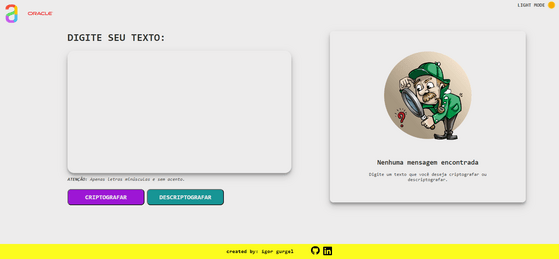 LIGHT MODE
a ORACLE
DIGITE SEU TEXTO:
ATENÇÃO: Apenas letras minúsculas e sem acento.
CRIPTOGRAFAR
DESCRIPTOGRAFAR
?
Nenhuma mensagem encontrada
Digite um texto que você deseja criptografar ou
descriptografar.
created by: igor gurgel
in